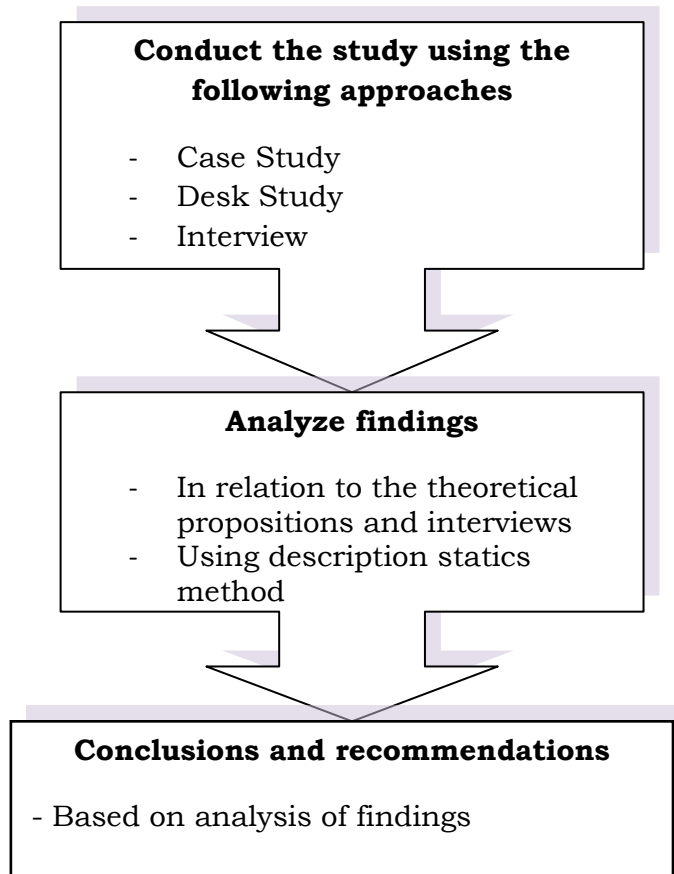 Conduct the study using the
following approaches
- Case Study
- Desk Study
- Interview
Analyze findings
- In relation to the theoretical
propositions and interviews
- Using description statics
method
Conclusions and recommendations
- Based on analysis of findings